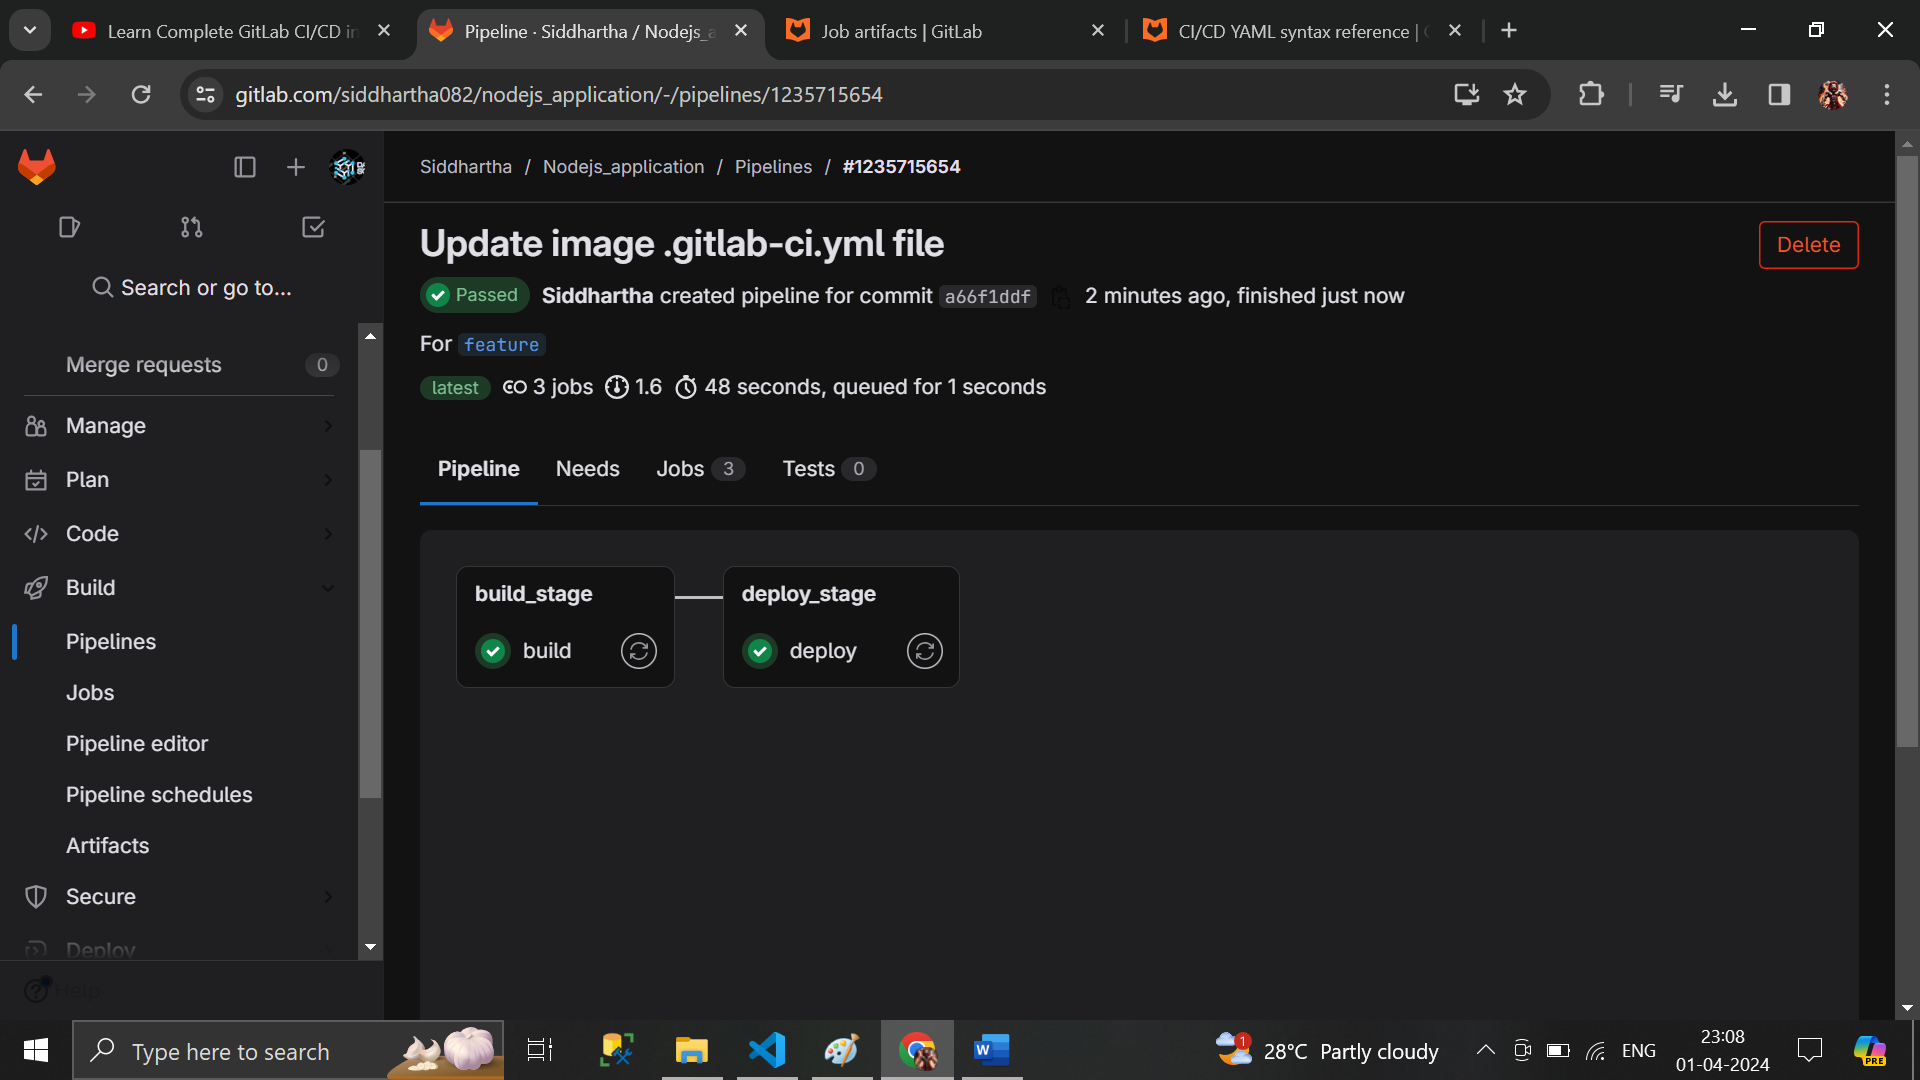 Learn Complete GitLab CI/CD in
Pipeline · Siddhartha / Nodejs_a
Job artifacts | GitLab
CI/CD YAML syntax reference |
gitlab.com/siddhartha082/nodejs_application/-/pipelines/1235715654
Siddhartha / Nodejs_application / Pipelines / #1235715654
Search or go to...
Merge requests 0
Manage
Plan
Code
Build
Pipelines
Jobs
Pipeline editor
Pipeline schedules
Artifacts
Secure
Deploy
Help
Update image .gitlab-ci.yml file
Delete
Passed Siddhartha created pipeline for commit a66f1ddf 2 minutes ago, finished just now
For feature
latest 3 jobs 1.6 48 seconds, queued for 1 seconds
Pipeline Needs Jobs 3 Tests 0
build_stage deploy_stage
build deploy
Type here to search
W
1
28°C Partly cloudy
ENG
23:08
01-04-2024
PRE